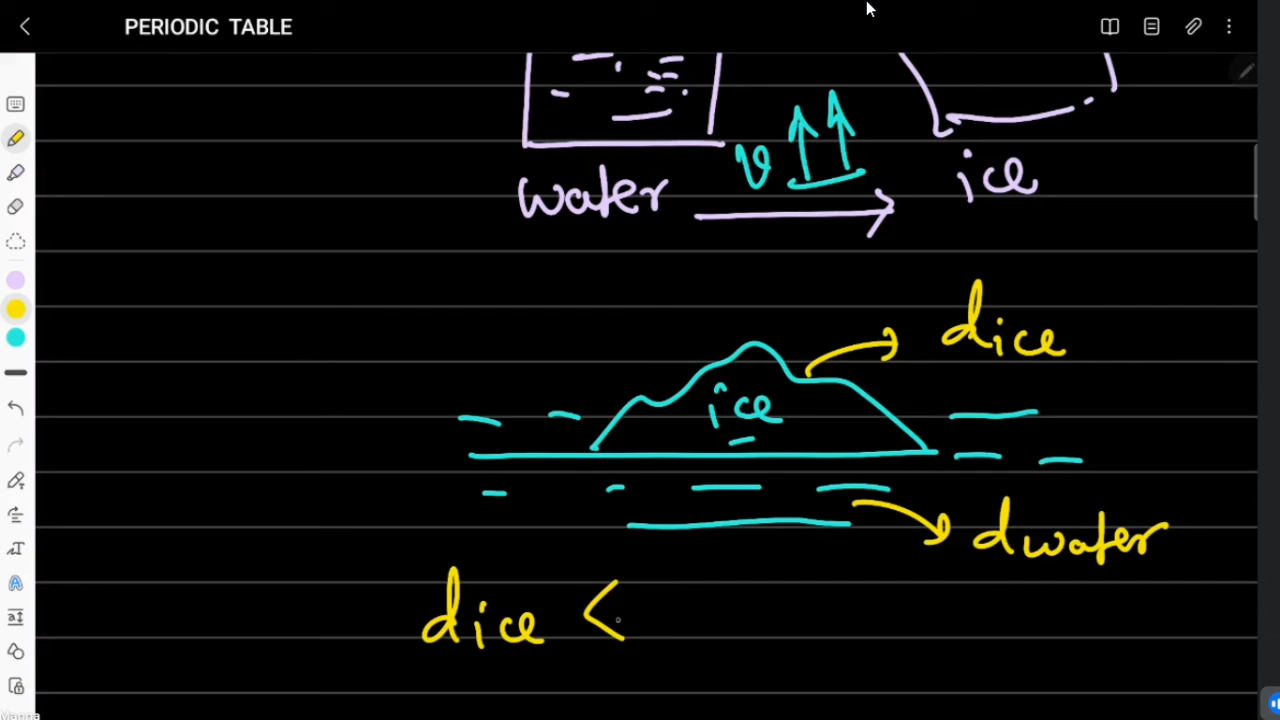 PERIODIC TABLE
V
water
ice
dice
ice
dwater
dice <